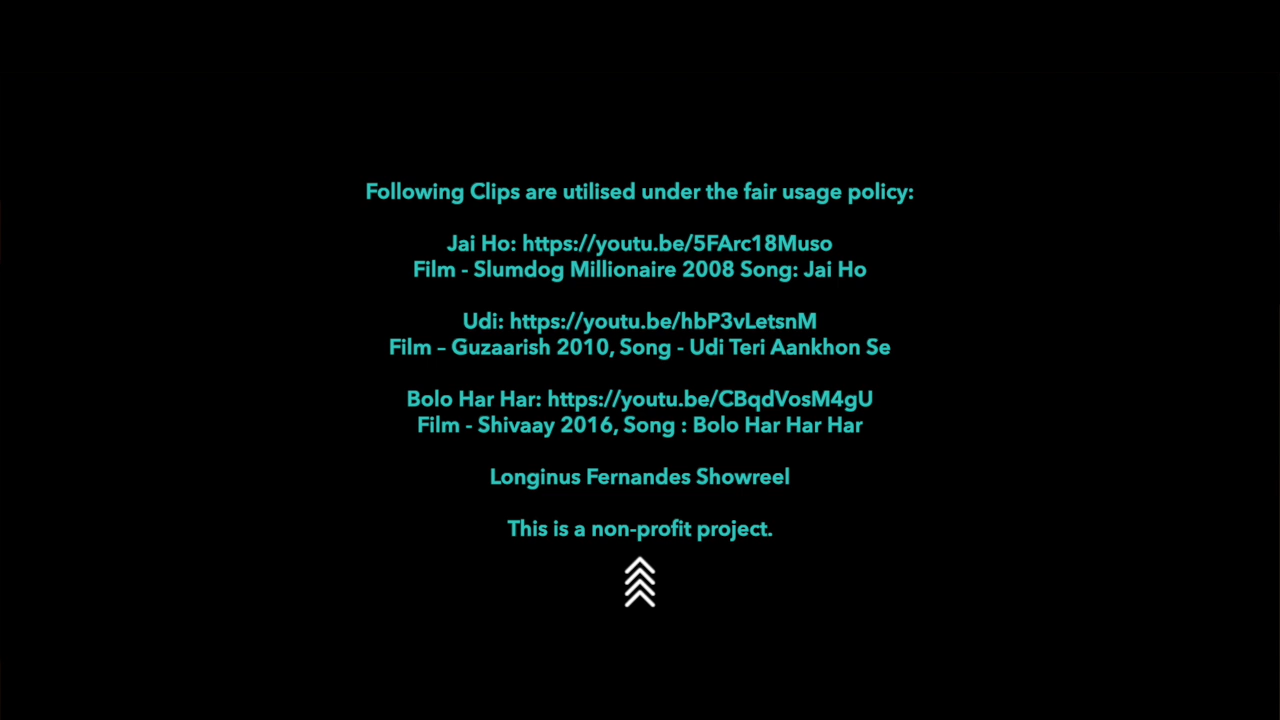 Following Clips are utilised under the fair usage policy:
Jai Ho: https://youtu.be/5FArc18Muso
Film - Slumdog Millionaire 2008 Song: Jai Ho
Udi: https://youtu.be/hbP3vLetsnM
Film – Guzaarish 2010, Song - Udi Teri Aankhon Se
Bolo Har Har: https://youtu.be/CBqdVosM4gU
Film - Shivaay 2016, Song : Bolo Har Har Har
Longinus Fernandes Showreel
This is a non-profit project.